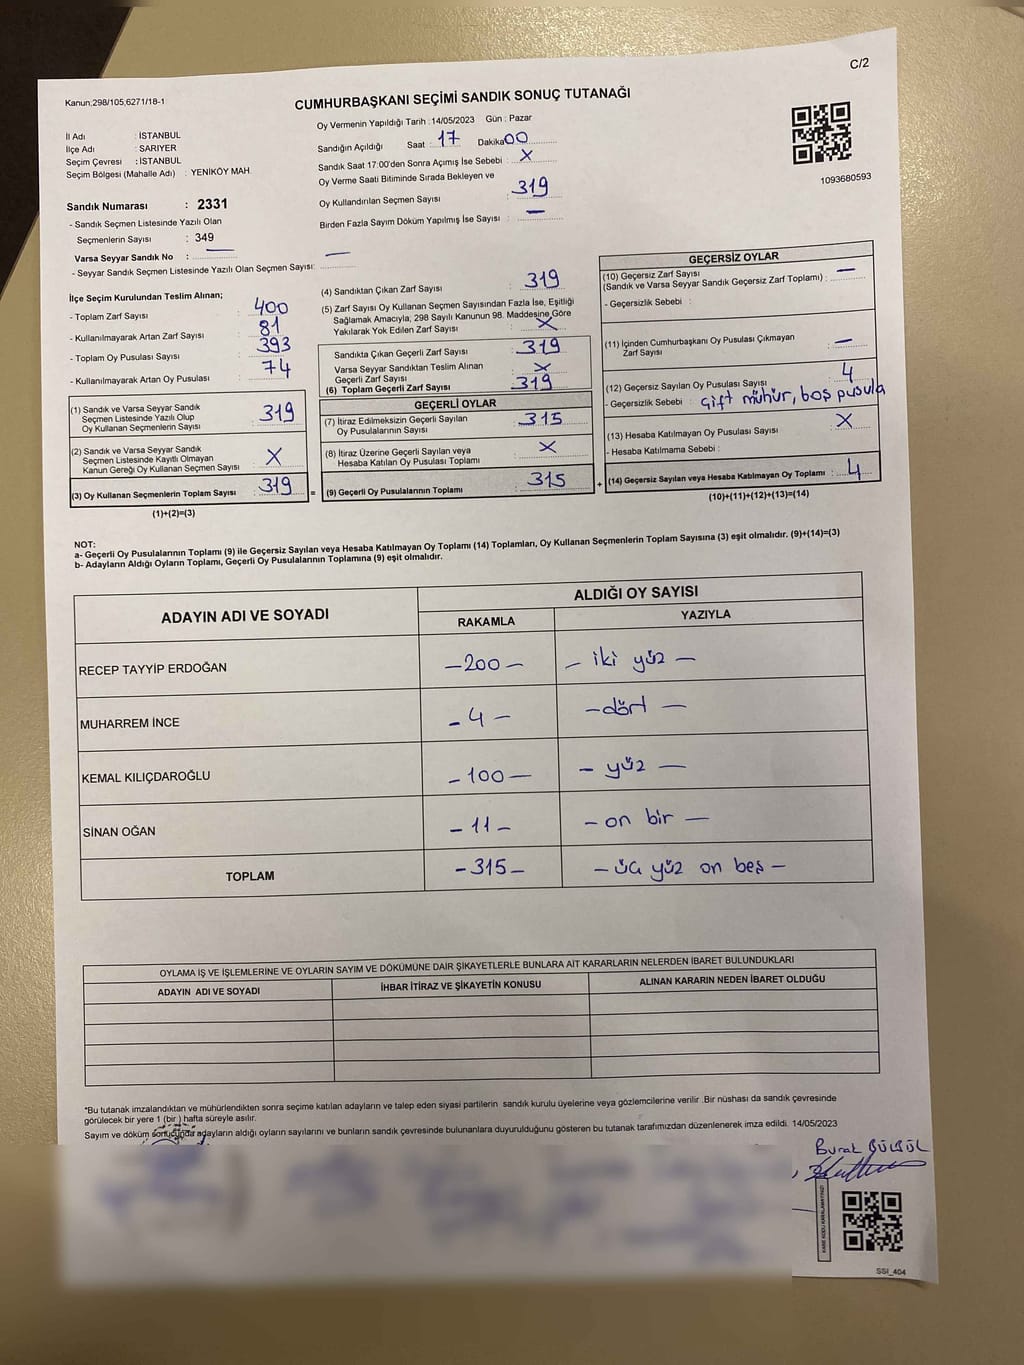 C/2
Kanun;298/105,6271/18-1
CUMHURBAŞKANI SEÇİMİ SANDIK SONUÇ TUTANAĞI
İl Adı : İSTANBUL
İlçe Adı : SARIYER
Seçim Çevresi : İSTANBUL
Seçim Bölgesi (Mahalle Adı) : YENİKÖY MAH.
Sandık Numarası : 2331
- Sandık Seçmen Listesinde Yazılı Olan
Seçmenlerin Sayısı : 349
Varsa Seyyar Sandık No : —
- Seyyar Sandık Seçmen Listesinde Yazılı Olan Seçmen Sayısı: —
Oy Vermenin Yapıldığı Tarih :14/05/2023 Gün : Pazar
Sandığın Açıldığı Saat : 17 Dakika 00
Sandık Saat 17:00'den Sonra Açımış İse Sebebi : X
Oy Verme Saati Bitiminde Sırada Bekleyen ve
Oy Kullandırılan Seçmen Sayısı : 319
Birden Fazla Sayım Döküm Yapılmış İse Sayısı : —
1093680593
İlçe Seçim Kurulundan Teslim Alınan;
- Toplam Zarf Sayısı : 400
- Kullanılmayarak Artan Zarf Sayısı : 81
- Toplam Oy Pusulası Sayısı : 393
- Kullanılmayarak Artan Oy Pusulası : 74
(1) Sandık ve Varsa Seyyar Sandık
Seçmen Listesinde Yazılı Olup
Oy Kullanan Seçmenlerin Sayısı : 319
(2) Sandık ve Varsa Seyyar Sandık
Seçmen Listesinde Kayıtlı Olmayan
Kanun Gereği Oy Kullanan Seçmen Sayısı : X
(3) Oy Kullanan Seçmenlerin Toplam Sayısı : 319 =
(1)+(2)=(3)
(4) Sandıktan Çıkan Zarf Sayısı : 319
(5) Zarf Sayısı Oy Kullanan Seçmen Sayısından Fazla İse, Eşitliği
Sağlamak Amacıyla, 298 Sayılı Kanunun 98. Maddesine Göre
Yakılarak Yok Edilen Zarf Sayısı : X
Sandıkta Çıkan Geçerli Zarf Sayısı : 319
Varsa Seyyar Sandıktan Teslim Alınan
Geçerli Zarf Sayısı : X
(6) Toplam Geçerli Zarf Sayısı : 319
GEÇERLİ OYLAR
(7) İtiraz Edilmeksizin Geçerli Sayılan
Oy Pusulalarının Sayısı : 315
(8) İtiraz Üzerine Geçerli Sayılan veya
Hesaba Katılan Oy Pusulası Toplamı : X
(9) Geçerli Oy Pusulalarının Toplamı : 315 +
GEÇERSİZ OYLAR
(10) Geçersiz Zarf Sayısı
(Sandık ve Varsa Seyyar Sandık Geçersiz Zarf Toplamı) : —
- Geçersizlik Sebebi :
(11) İçinden Cumhurbaşkanı Oy Pusulası Çıkmayan
Zarf Sayısı : —
(12) Geçersiz Sayılan Oy Pusulası Sayısı : 4
- Geçersizlik Sebebi : çift mühür, boş pusula
(13) Hesaba Katılmayan Oy Pusulası Sayısı : X
- Hesaba Katılmama Sebebi :
(14) Geçersiz Sayılan veya Hesaba Katılmayan Oy Toplamı : 4
(10)+(11)+(12)+(13)=(14)
NOT:
a- Geçerli Oy Pusulalarının Toplamı (9) ile Geçersiz Sayılan veya Hesaba Katılmayan Oy Toplamı (14) Toplamları, Oy Kullanan Seçmenlerin Toplam Sayısına (3) eşit olmalıdır. (9)+(14)=(3)
b- Adayların Aldığı Oyların Toplamı, Geçerli Oy Pusulalarının Toplamına (9) eşit olmalıdır.
ADAYIN ADI VE SOYADI ALDIĞI OY SAYISI
RAKAMLA YAZIYLA
RECEP TAYYİP ERDOĞAN —200— — iki yüz —
MUHARREM İNCE — 4 — — dört —
KEMAL KILIÇDAROĞLU —100— — yüz —
SİNAN OĞAN — 11 — — on bir —
TOPLAM —315— — üç yüz on beş —
OYLAMA İŞ VE İŞLEMLERİNE VE OYLARIN SAYIM VE DÖKÜMÜNE DAİR ŞİKAYETLERLE BUNLARA AİT KARARLARIN NELERDEN İBARET BULUNDUKLARI
ADAYIN ADI VE SOYADI İHBAR İTİRAZ VE ŞİKAYETİN KONUSU ALINAN KARARIN NEDEN İBARET OLDUĞU
*Bu tutanak imzalandıktan ve mühürlendikten sonra seçime katılan adayların ve talep eden siyasi partilerin sandık kurulu üyelerine veya gözlemcilerine verilir .Bir nüshası da sandık çevresinde
görülecek bir yere 1 (bir ) hafta süreyle asılır.
Sayım ve döküm sonucunda adayların aldığı oyların sayılarını ve bunların sandık çevresinde bulunanlara duyurulduğunu gösteren bu tutanak tarafımızdan düzenlenerek imza edildi. 14/05/2023
Burak BÜLBÜL
SSI_404